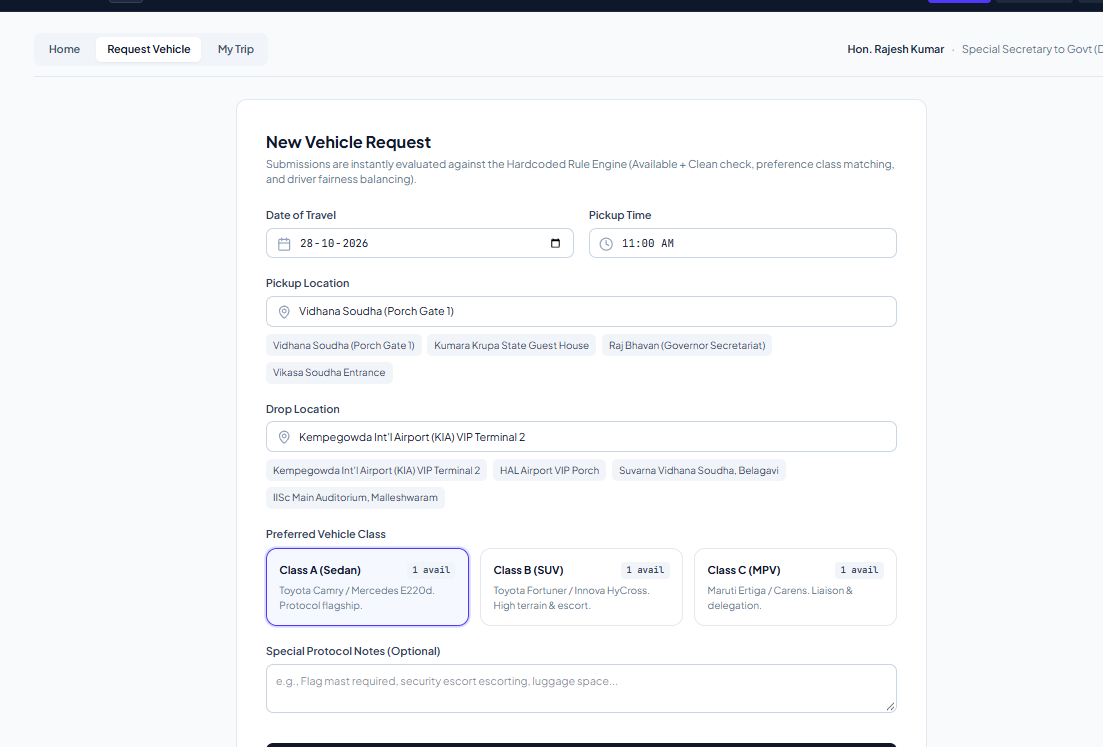 Home Request Vehicle My Trip Hon. Rajesh Kumar · Special Secretary to Govt (D
New Vehicle Request
Submissions are instantly evaluated against the Hardcoded Rule Engine (Available + Clean check, preference class matching,
and driver fairness balancing).
Date of Travel Pickup Time
28-10-2026 11:00 AM
Pickup Location
Vidhana Soudha (Porch Gate 1)
Vidhana Soudha (Porch Gate 1) Kumara Krupa State Guest House Raj Bhavan (Governor Secretariat)
Vikasa Soudha Entrance
Drop Location
Kempegowda Int'l Airport (KIA) VIP Terminal 2
Kempegowda Int'l Airport (KIA) VIP Terminal 2 HAL Airport VIP Porch Suvarna Vidhana Soudha, Belagavi
IISc Main Auditorium, Malleshwaram
Preferred Vehicle Class
Class A (Sedan) 1 avail Class B (SUV) 1 avail Class C (MPV) 1 avail
Toyota Camry / Mercedes E220d. Toyota Fortuner / Innova HyCross. Maruti Ertiga / Carens. Liaison &
Protocol flagship. High terrain & escort. delegation.
Special Protocol Notes (Optional)
e.g., Flag mast required, security escort escorting, luggage space...